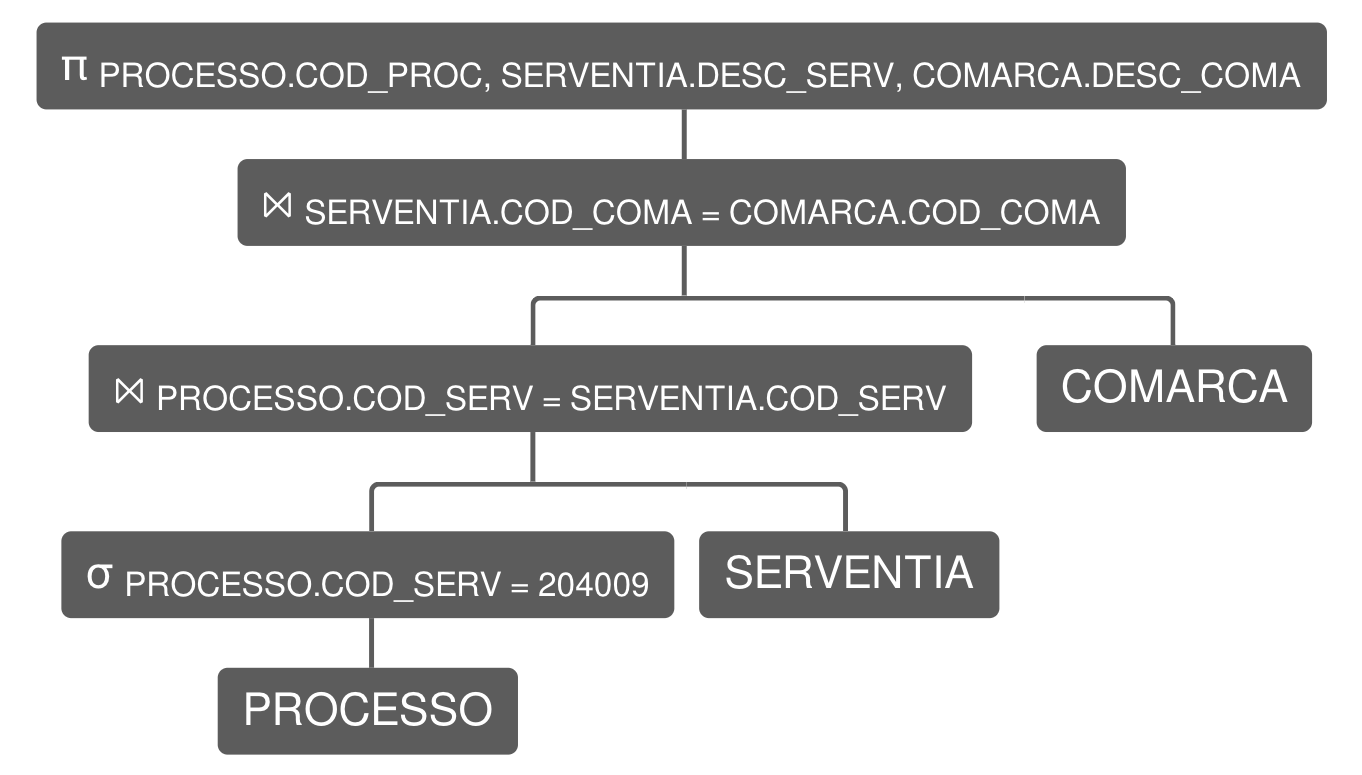 π PROCESSO.COD_PROC, SERVENTIA.DESC_SERV, COMARCA.DESC_COMA
⋈ SERVENTIA.COD_COMA = COMARCA.COD_COMA
⋈ PROCESSO.COD_SERV = SERVENTIA.COD_SERV
COMARCA
σ PROCESSO.COD_SERV = 204009
SERVENTIA
PROCESSO